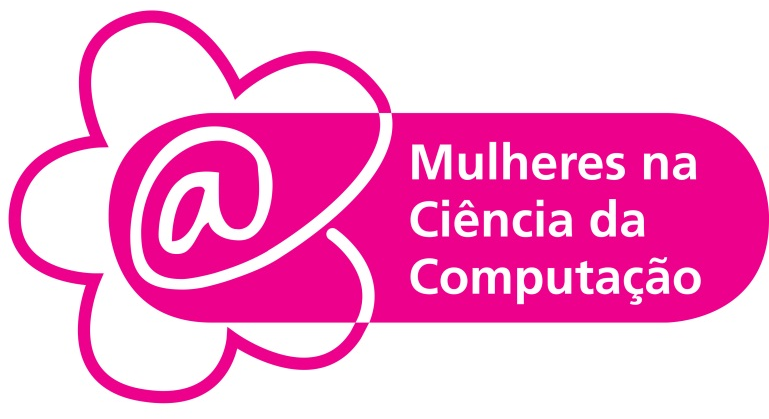 @
Mulheres na
Ciência da
Computação